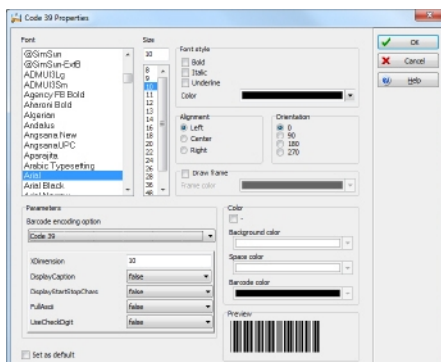 Code 39 Properties
Font
@SimSun
@SimSun-ExtB
ADMUI3Lg
ADMUI3Sm
Agency FB Bold
Aharoni Bold
Algerian
Andalus
Angsana New
AngsanaUPC
Aparajita
Arabic Typesetting
Arial
Arial Black
Arial Narrow
Size
10
8
9
10
11
12
13
14
16
18
20
22
24
26
28
36
48
Font style
Bold
Italic
Underline
Color
Alignment
Left
Center
Right
Orientation
0
90
180
270
Draw frame
Frame color
OK
Cancel
Help
Parameters
Barcode encoding option
Code 39
XDimension 10
DisplayCaption false
DisplayStartStopChars false
FullAscii false
UseCheckDigit false
Color
-
Background color
Space color
Barcode color
Preview
Set as default